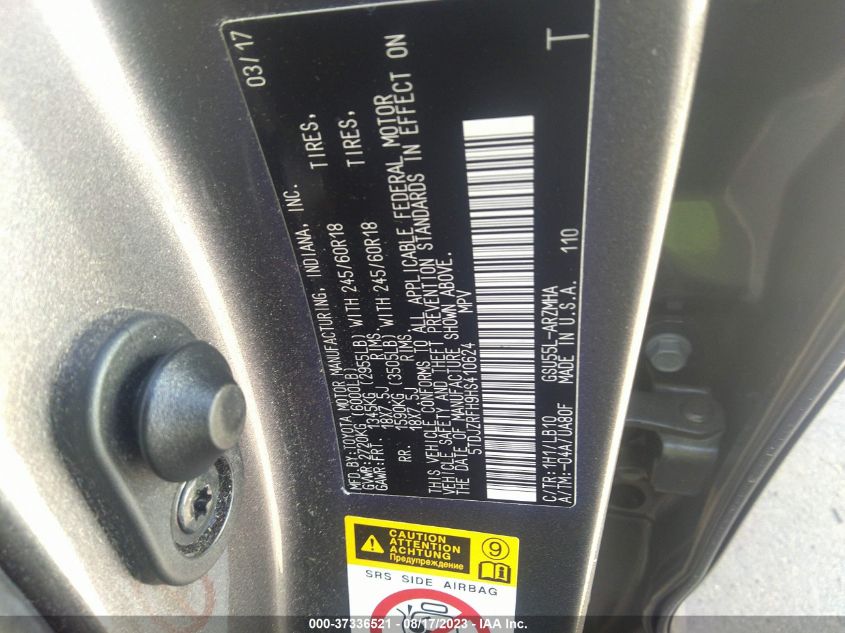 03/17
MFD. BY: TOYOTA MOTOR MANUFACTURING, INDIANA, INC.
GVWR: 2720KG (6000LB)
GAWR: FRT. 1345KG (2955LB) WITH 245/60R18 TIRES,
18X7.5J RIMS
RR. 1590KG (3505LB) WITH 245/60R18 TIRES,
18X7.5J RIMS
THIS VEHICLE CONFORMS TO ALL APPLICABLE FEDERAL MOTOR
VEHICLE SAFETY AND THEFT PREVENTION STANDARDS IN EFFECT ON
THE DATE OF MANUFACTURE SHOWN ABOVE.
5TDJZRFH9HS410624 MPV
C/TR: 1H1/LB10 GSU55L-ARZMHA
A/TM: -04A/UA80F MADE IN U.S.A. 110
T
CAUTION
ATTENTION
ACHTUNG
Предупреждение
9
SRS SIDE AIRBAG
000-37336521 - 08/17/2023 - IAA Inc.